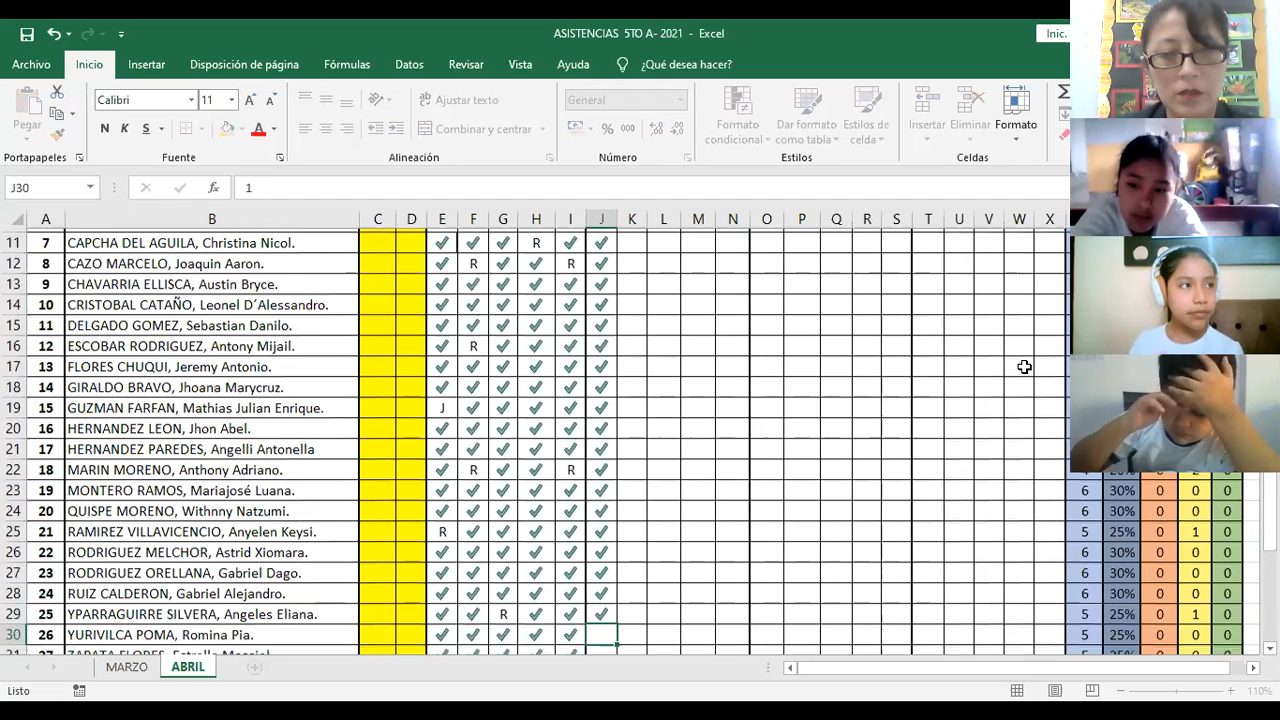 ASISTENCIAS 5TO A- 2021 - Excel
Inic.
Archivo Inicio Insertar Disposición de página Fórmulas Datos Revisar Vista Ayuda ¿Qué desea hacer?
Pegar
Calibri 11 A A
N K S A
Ajustar texto
Combinar y centrar
General
% 000
Formato condicional
Dar formato como tabla
Estilos de celda
Insertar Eliminar Formato
Portapapeles Fuente Alineación Número Estilos Celdas
J30 fx 1
A B C D E F G H I J K L M N O P Q R S T U V W X
11 7 CAPCHA DEL AGUILA, Christina Nicol. R
12 8 CAZO MARCELO, Joaquin Aaron. R R
13 9 CHAVARRIA ELLISCA, Austin Bryce.
14 10 CRISTOBAL CATAÑO, Leonel D´Alessandro.
15 11 DELGADO GOMEZ, Sebastian Danilo.
16 12 ESCOBAR RODRIGUEZ, Antony Mijail. R
17 13 FLORES CHUQUI, Jeremy Antonio.
18 14 GIRALDO BRAVO, Jhoana Marycruz.
19 15 GUZMAN FARFAN, Mathias Julian Enrique. J
20 16 HERNANDEZ LEON, Jhon Abel.
21 17 HERNANDEZ PAREDES, Angelli Antonella
22 18 MARIN MORENO, Anthony Adriano. R R
23 19 MONTERO RAMOS, Mariajosé Luana. 6 30% 0 0 0
24 20 QUISPE MORENO, Withnny Natzumi. 6 30% 0 0 0
25 21 RAMIREZ VILLAVICENCIO, Anyelen Keysi. R 5 25% 0 1 0
26 22 RODRIGUEZ MELCHOR, Astrid Xiomara. 6 30% 0 0 0
27 23 RODRIGUEZ ORELLANA, Gabriel Dago. 6 30% 0 0 0
28 24 RUIZ CALDERON, Gabriel Alejandro. 6 30% 0 0 0
29 25 YPARRAGUIRRE SILVERA, Angeles Eliana. R 5 25% 0 1 0
30 26 YURIVILCA POMA, Romina Pia. 5 25% 0 0 0
MARZO ABRIL
Listo 110%